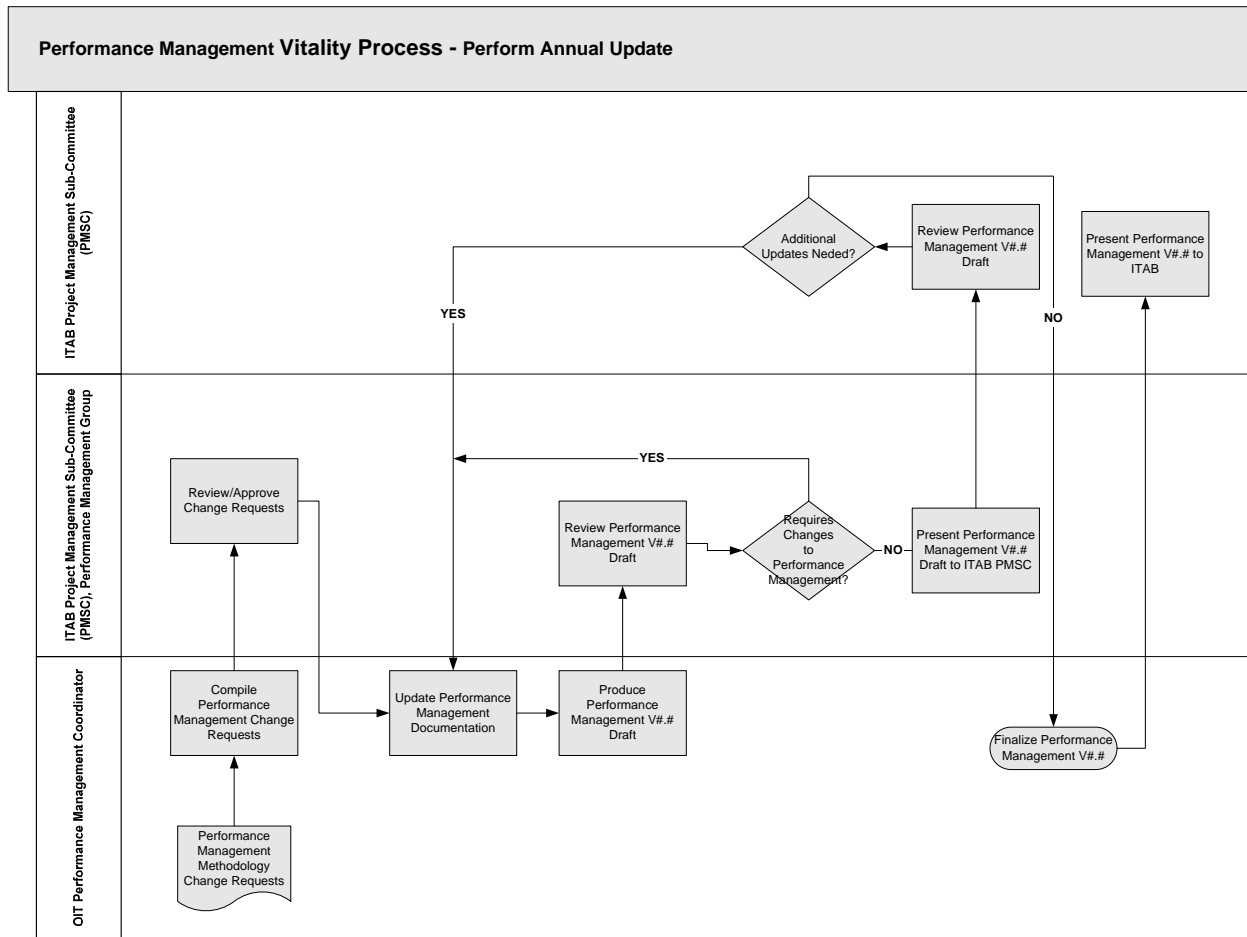 Performance Management Vitality Process - Perform Annual Update
ITAB Project Management Sub-Committee
(PMSC)
Additional
Updates Neded?
Review Performance
Management V#.#
Draft
Present Performance
Management V#.# to
ITAB
YES
NO
ITAB Project Management Sub-Committee
(PMSC), Performance Management Group
Review/Approve
Change Requests
YES
Review Performance
Management V#.#
Draft
Requires
Changes
to
Performance
Management?
NO
Present Performance
Management V#.#
Draft to ITAB PMSC
OIT Performance Management Coordinator
Compile
Performance
Management Change
Requests
Update Performance
Management
Documentation
Produce
Performance
Management V#.#
Draft
Finalize Performance
Management V#.#
Performance
Management
Methodology
Change Requests